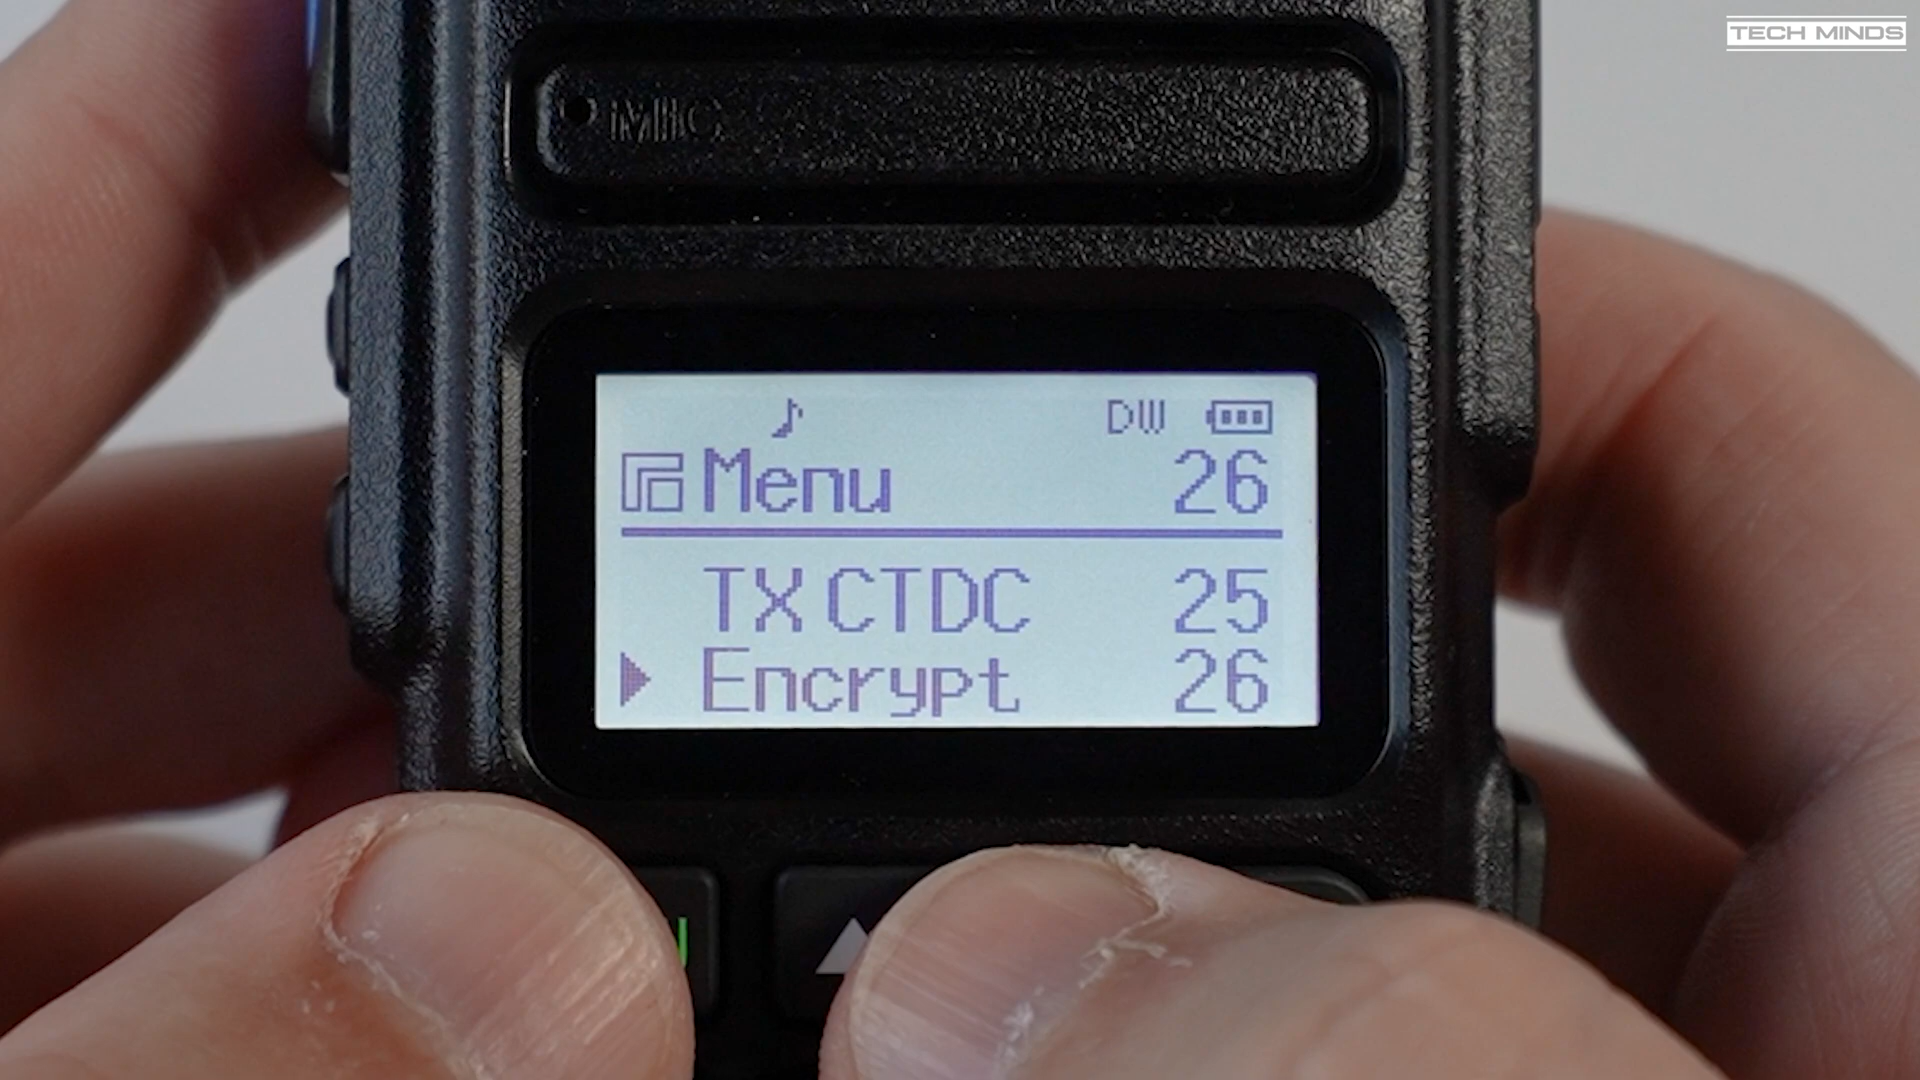 TECH MINDS
MIC
DW
Menu 26
TX CTDC 25
Encrypt 26